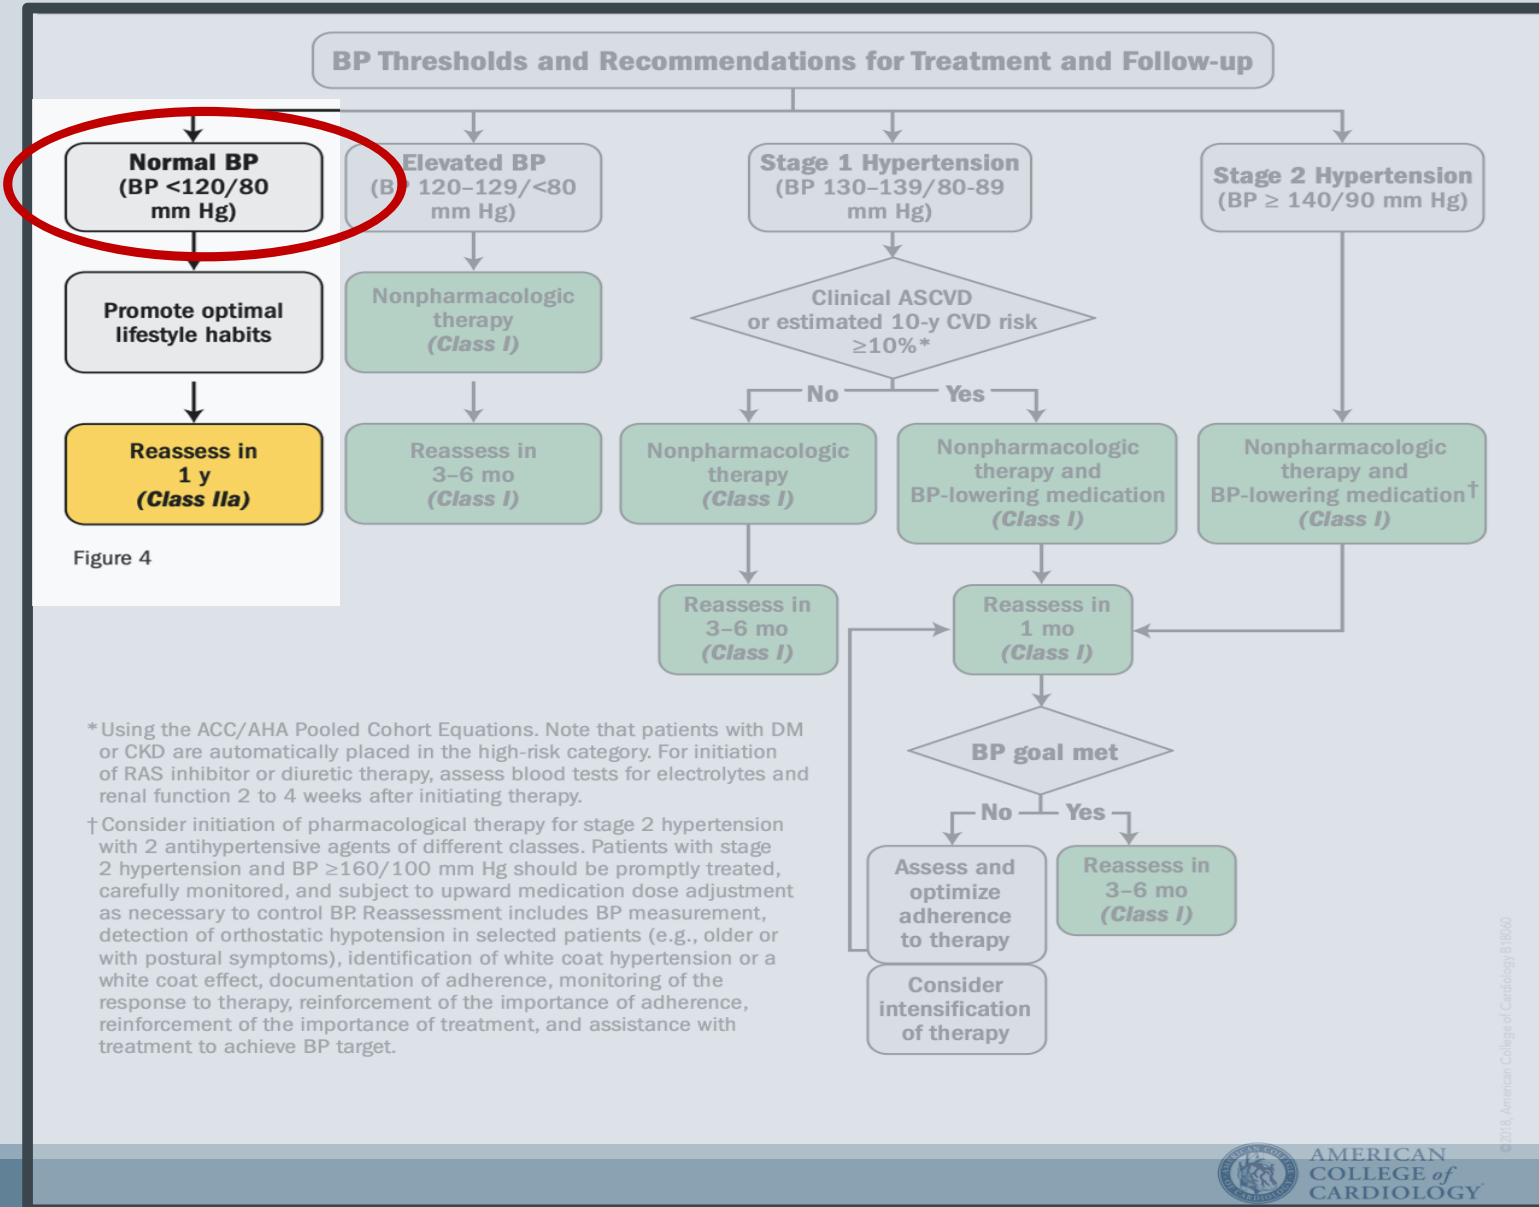 BP Thresholds and Recommendations for Treatment and Follow-up
Normal BP
(BP <120/80
mm Hg)
Elevated BP
(BP 120–129/<80
mm Hg)
Stage 1 Hypertension
(BP 130–139/80-89
mm Hg)
Stage 2 Hypertension
(BP ≥ 140/90 mm Hg)
Promote optimal
lifestyle habits
Nonpharmacologic
therapy
(Class I)
Clinical ASCVD
or estimated 10-y CVD risk
≥10%*
No
Yes
Reassess in
1 y
(Class IIa)
Reassess in
3–6 mo
(Class I)
Nonpharmacologic
therapy
(Class I)
Nonpharmacologic
therapy and
BP-lowering medication
(Class I)
Nonpharmacologic
therapy and
BP-lowering medication†
(Class I)
Figure 4
Reassess in
3–6 mo
(Class I)
Reassess in
1 mo
(Class I)
BP goal met
No
Yes
Assess and
optimize
adherence
to therapy
Reassess in
3–6 mo
(Class I)
Consider
intensification
of therapy
*Using the ACC/AHA Pooled Cohort Equations. Note that patients with DM
or CKD are automatically placed in the high-risk category. For initiation
of RAS inhibitor or diuretic therapy, assess blood tests for electrolytes and
renal function 2 to 4 weeks after initiating therapy.
†Consider initiation of pharmacological therapy for stage 2 hypertension
with 2 antihypertensive agents of different classes. Patients with stage
2 hypertension and BP ≥160/100 mm Hg should be promptly treated,
carefully monitored, and subject to upward medication dose adjustment
as necessary to control BP. Reassessment includes BP measurement,
detection of orthostatic hypotension in selected patients (e.g., older or
with postural symptoms), identification of white coat hypertension or a
white coat effect, documentation of adherence, monitoring of the
response to therapy, reinforcement of the importance of adherence,
reinforcement of the importance of treatment, and assistance with
treatment to achieve BP target.
©2018, American College of Cardiology B18060
AMERICAN
COLLEGE of
CARDIOLOGY